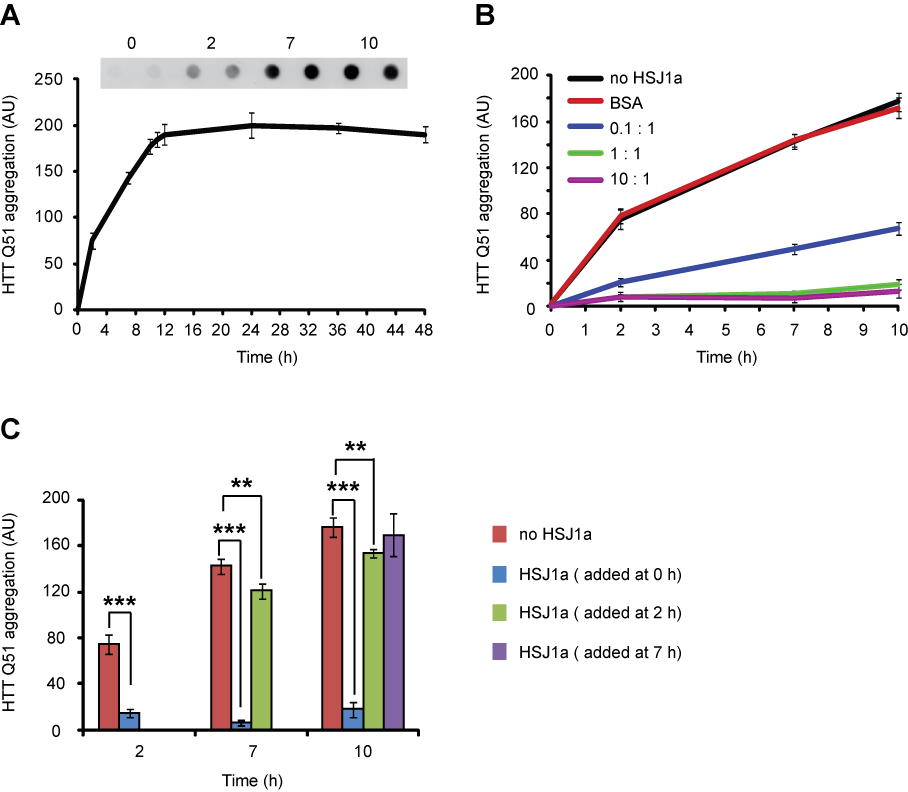 A
0 2 7 10
HTT Q51 aggregation (AU)
250
200
150
100
50
0
0 4 8 12 16 20 24 28 32 36 40 44 48
Time (h)
B
HTT Q51 aggregation (AU)
200
160
120
80
40
0
no HSJ1a
BSA
0.1 : 1
1 : 1
10 : 1
0 1 2 3 4 5 6 7 8 9 10
Time (h)
C
HTT Q51 aggregation (AU)
200
160
120
80
40
0
***
***
**
***
**
2 7 10
Time (h)
no HSJ1a
HSJ1a ( added at 0 h)
HSJ1a ( added at 2 h)
HSJ1a ( added at 7 h)